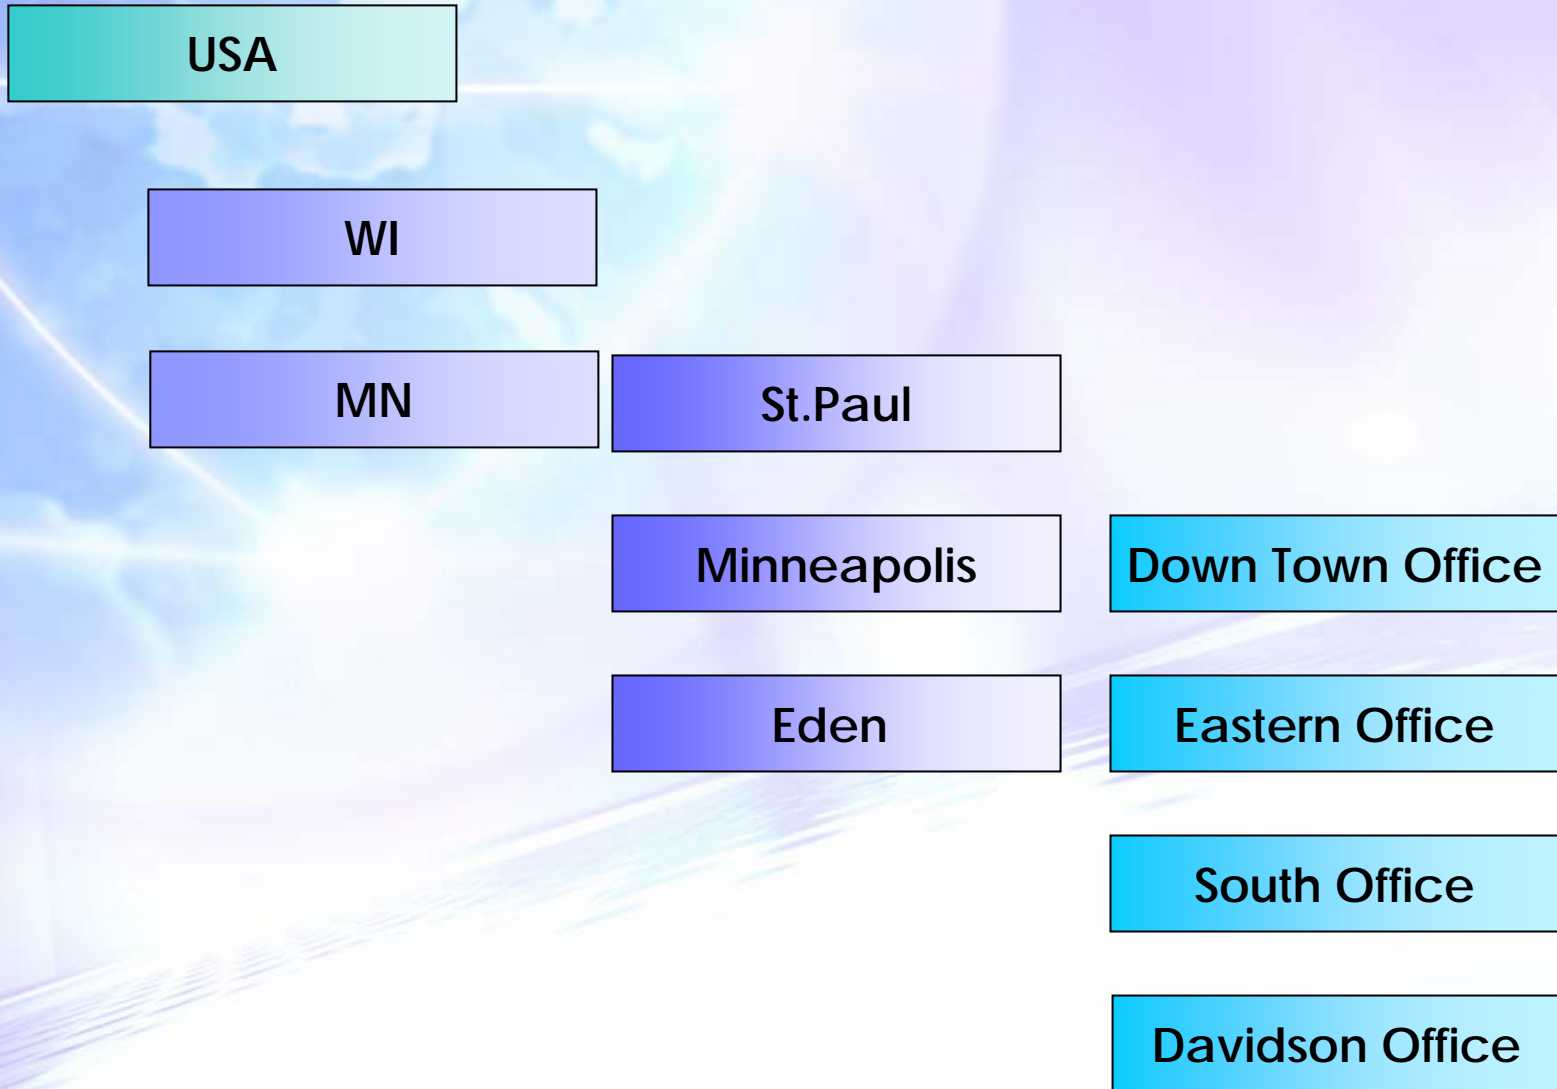 USA
WI
MN
St.Paul
Minneapolis
Down Town Office
Eden
Eastern Office
South Office
Davidson Office